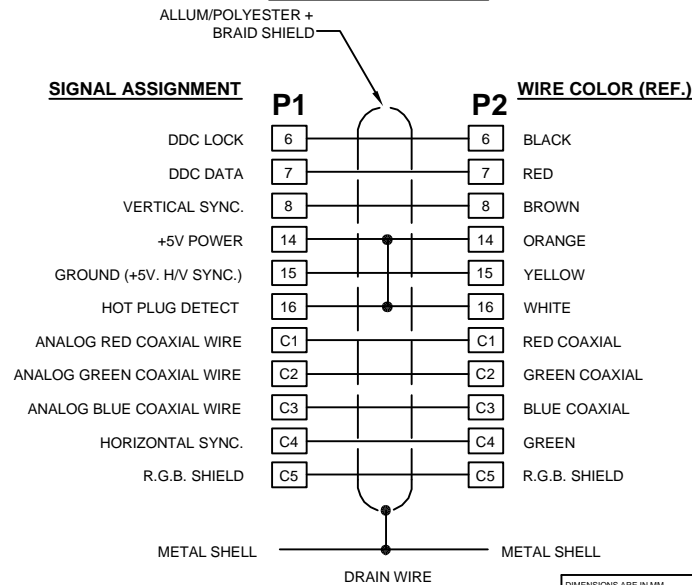 ALLUM/POLYESTER +
BRAID SHIELD
SIGNAL ASSIGNMENT
P1
P2
WIRE COLOR (REF.)
DDC LOCK 6 6 BLACK
DDC DATA 7 7 RED
VERTICAL SYNC. 8 8 BROWN
+5V POWER 14 14 ORANGE
GROUND (+5V. H/V SYNC.) 15 15 YELLOW
HOT PLUG DETECT 16 16 WHITE
ANALOG RED COAXIAL WIRE C1 C1 RED COAXIAL
ANALOG GREEN COAXIAL WIRE C2 C2 GREEN COAXIAL
ANALOG BLUE COAXIAL WIRE C3 C3 BLUE COAXIAL
HORIZONTAL SYNC. C4 C4 GREEN
R.G.B. SHIELD C5 C5 R.G.B. SHIELD
METAL SHELL METAL SHELL
DRAIN WIRE
DIMENSIONS ARE IN MM